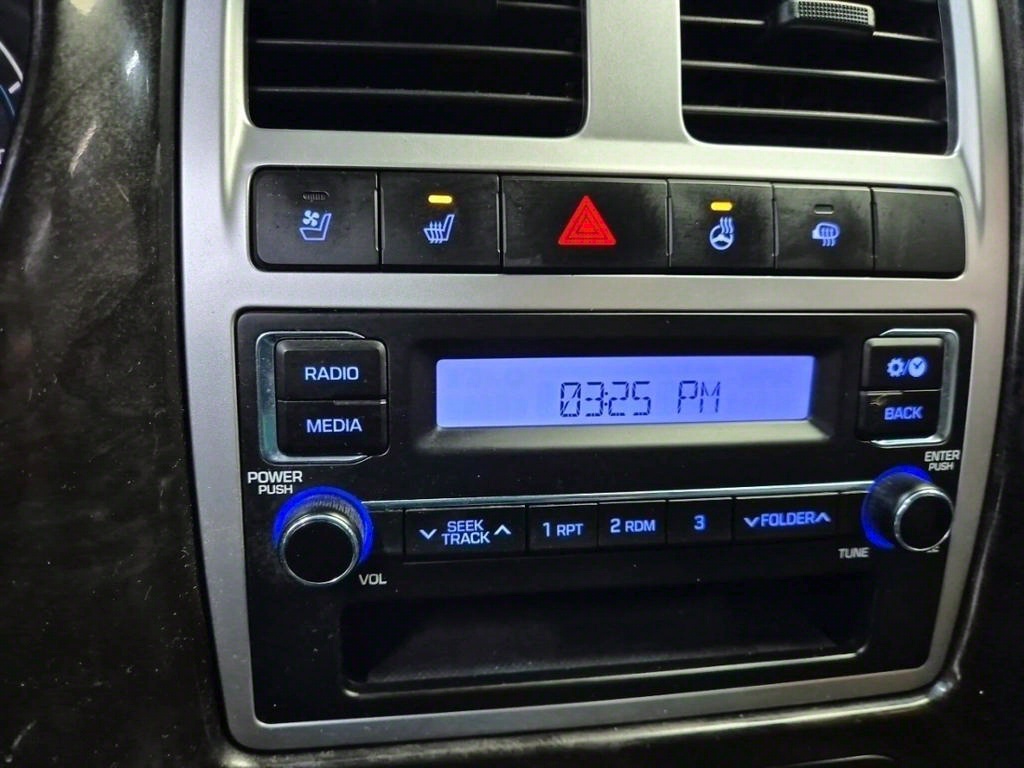 RADIO
MEDIA
03:25 PM
BACK
POWER
PUSH
ENTER
PUSH
SEEK
TRACK
1 RPT
2 RDM
3
FOLDER
VOL
TUNE